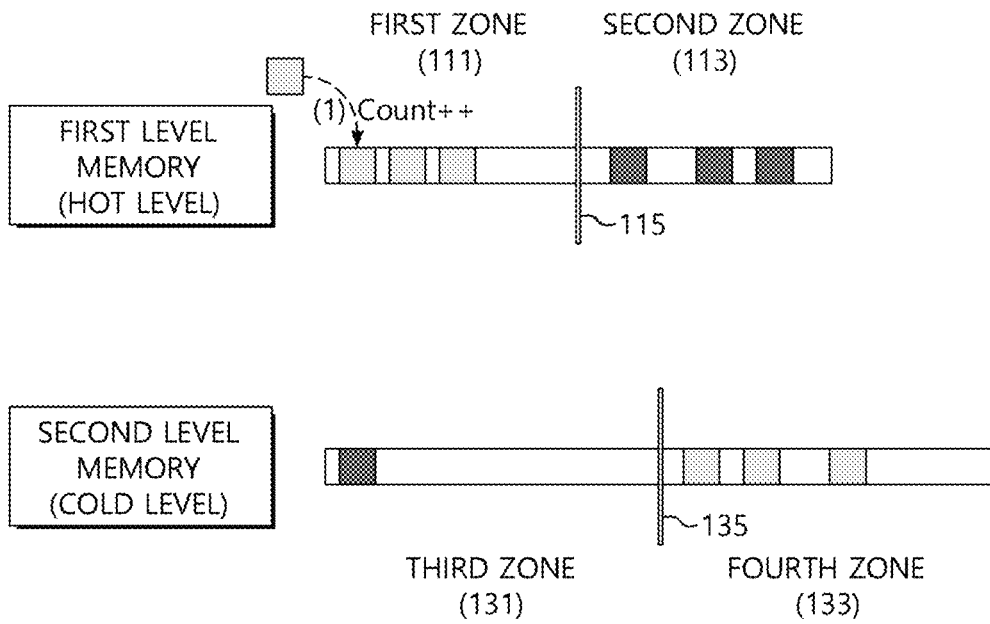 FIRST ZONE
(111)
SECOND ZONE
(113)
(1) Count++
FIRST LEVEL
MEMORY
(HOT LEVEL)
115
SECOND LEVEL
MEMORY
(COLD LEVEL)
135
THIRD ZONE
(131)
FOURTH ZONE
(133)